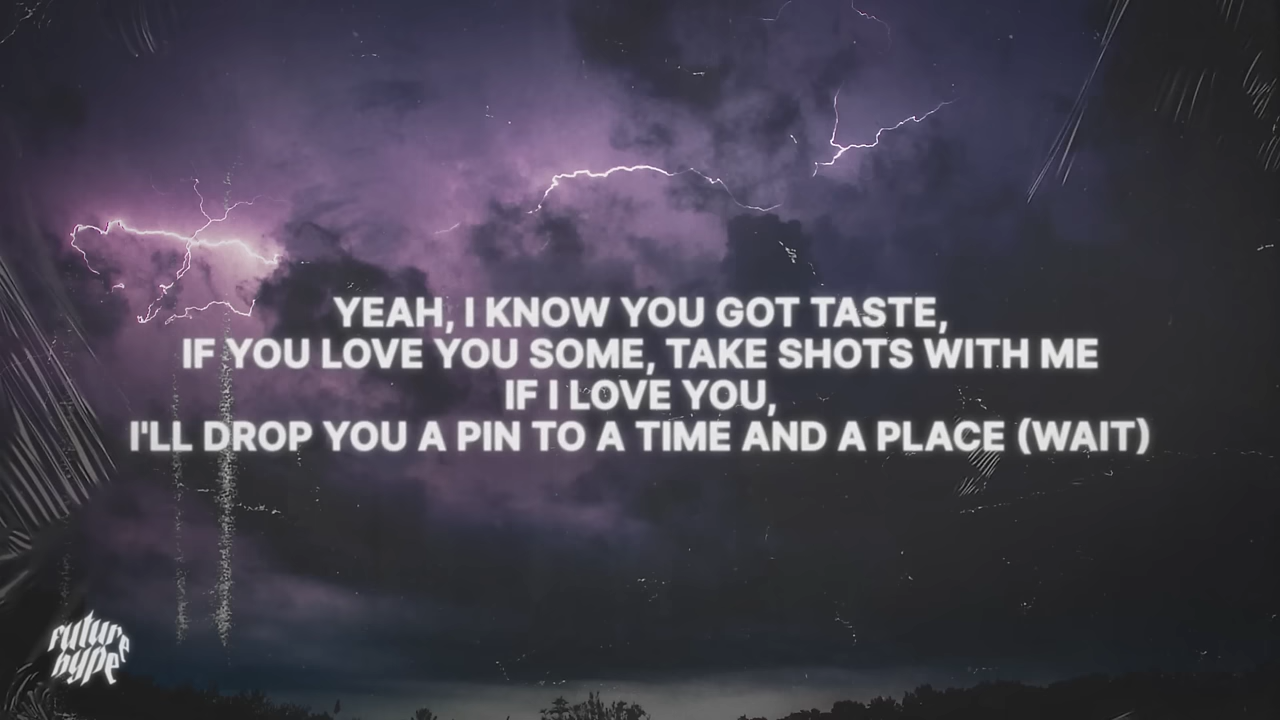 YEAH, I KNOW YOU GOT TASTE,
IF YOU LOVE YOU SOME, TAKE SHOTS WITH ME
IF I LOVE YOU,
I'LL DROP YOU A PIN TO A TIME AND A PLACE (WAIT)
future
hype